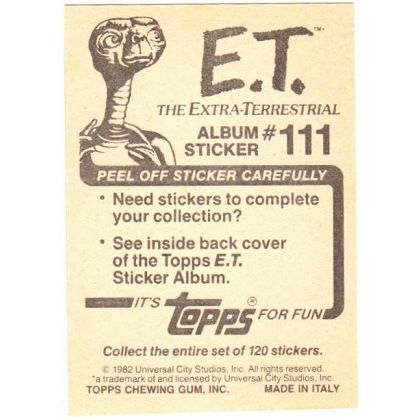 E.T.™
THE EXTRA-TERRESTRIAL
ALBUM
STICKER #111
PEEL OFF STICKER CAREFULLY
• Need stickers to complete
your collection?
• See inside back cover
of the Topps E.T.
Sticker Album.
IT'S topps® FOR FUN
Collect the entire set of 120 stickers.
© 1982 Universal City Studios, Inc. All rights reserved.
*a trademark of and licensed by Universal City Studios, Inc.
TOPPS CHEWING GUM, INC. MADE IN ITALY